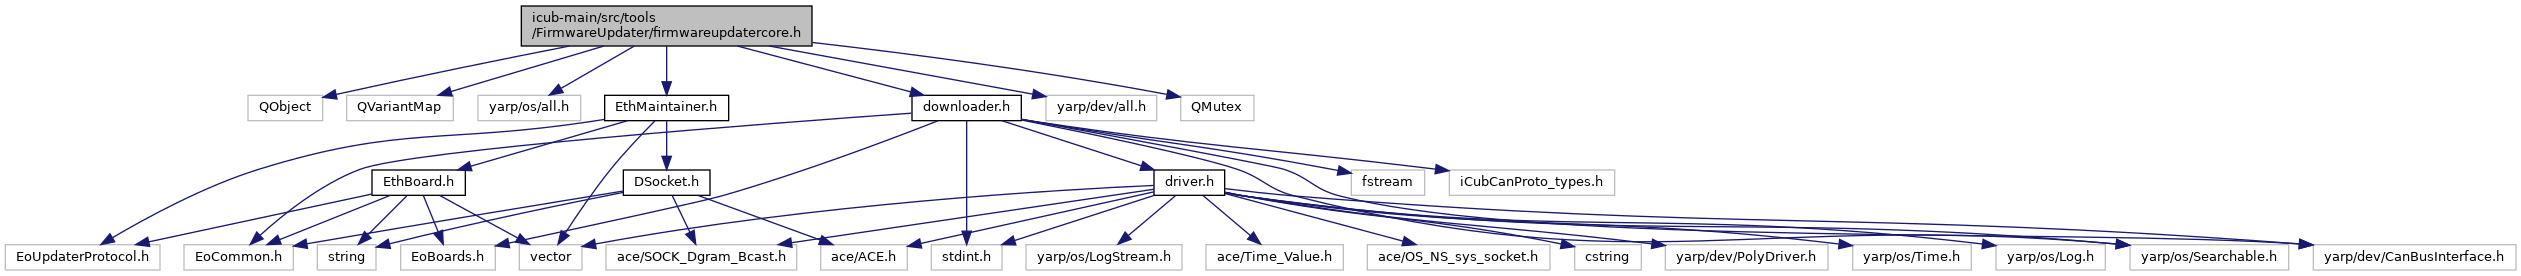 icub-main/src/tools
/FirmwareUpdater/firmwareupdatercore.h
QObject
QVariantMap
yarp/os/all.h
EthMaintainer.h
downloader.h
yarp/dev/all.h
QMutex
EthBoard.h
DSocket.h
driver.h
fstream
iCubCanProto_types.h
EoUpdaterProtocol.h
EoCommon.h
string
EoBoards.h
vector
ace/SOCK_Dgram_Bcast.h
ace/ACE.h
stdint.h
yarp/os/LogStream.h
ace/Time_Value.h
ace/OS_NS_sys_socket.h
cstring
yarp/dev/PolyDriver.h
yarp/os/Time.h
yarp/os/Log.h
yarp/os/Searchable.h
yarp/dev/CanBusInterface.h